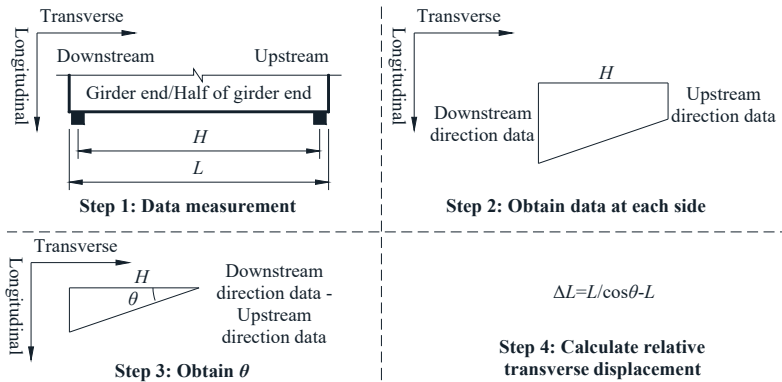 Transverse
Longitudinal
Downstream
Upstream
Girder end/Half of girder end
H
L
Step 1: Data measurement
Transverse
Longitudinal
H
Downstream
direction data
Upstream
direction data
Step 2: Obtain data at each side
Transverse
Longitudinal
H
θ
Downstream
direction data -
Upstream
direction data
Step 3: Obtain θ
ΔL=L/cosθ-L
Step 4: Calculate relative
transverse displacement